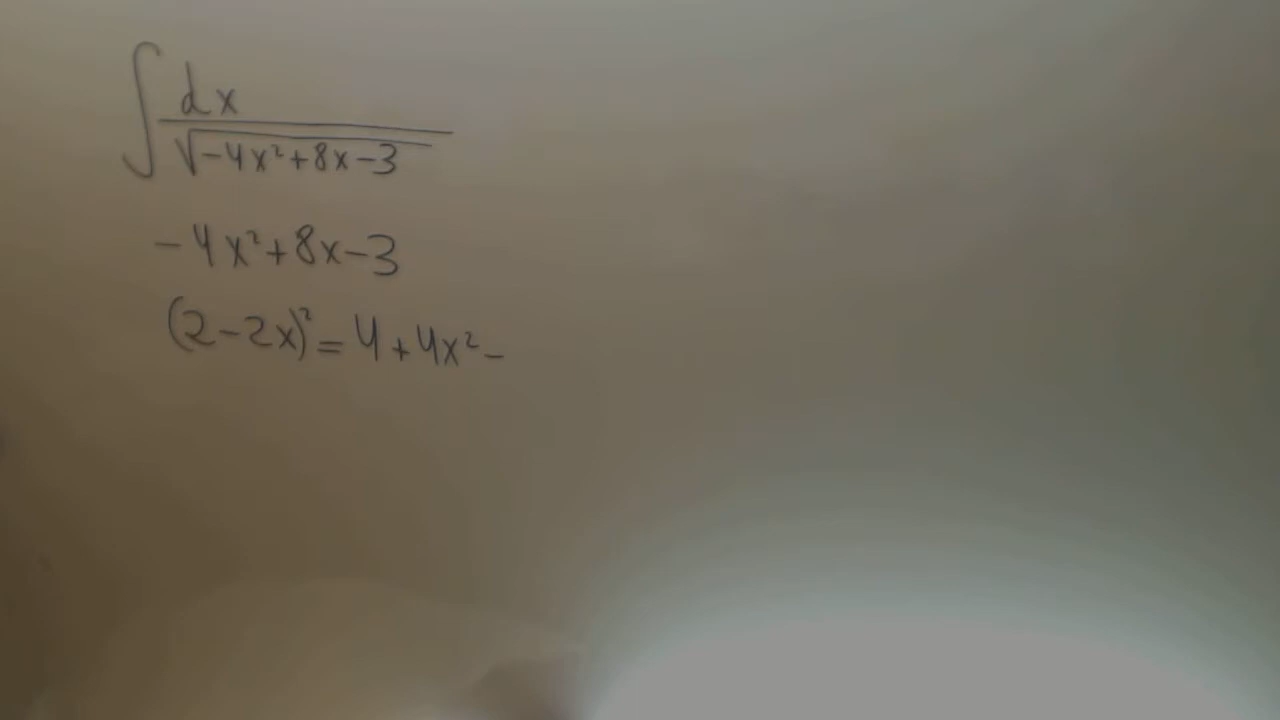 ∫ dx / √(-4x²+8x-3)
-4x²+8x-3
(2-2x)²=4+4x²-